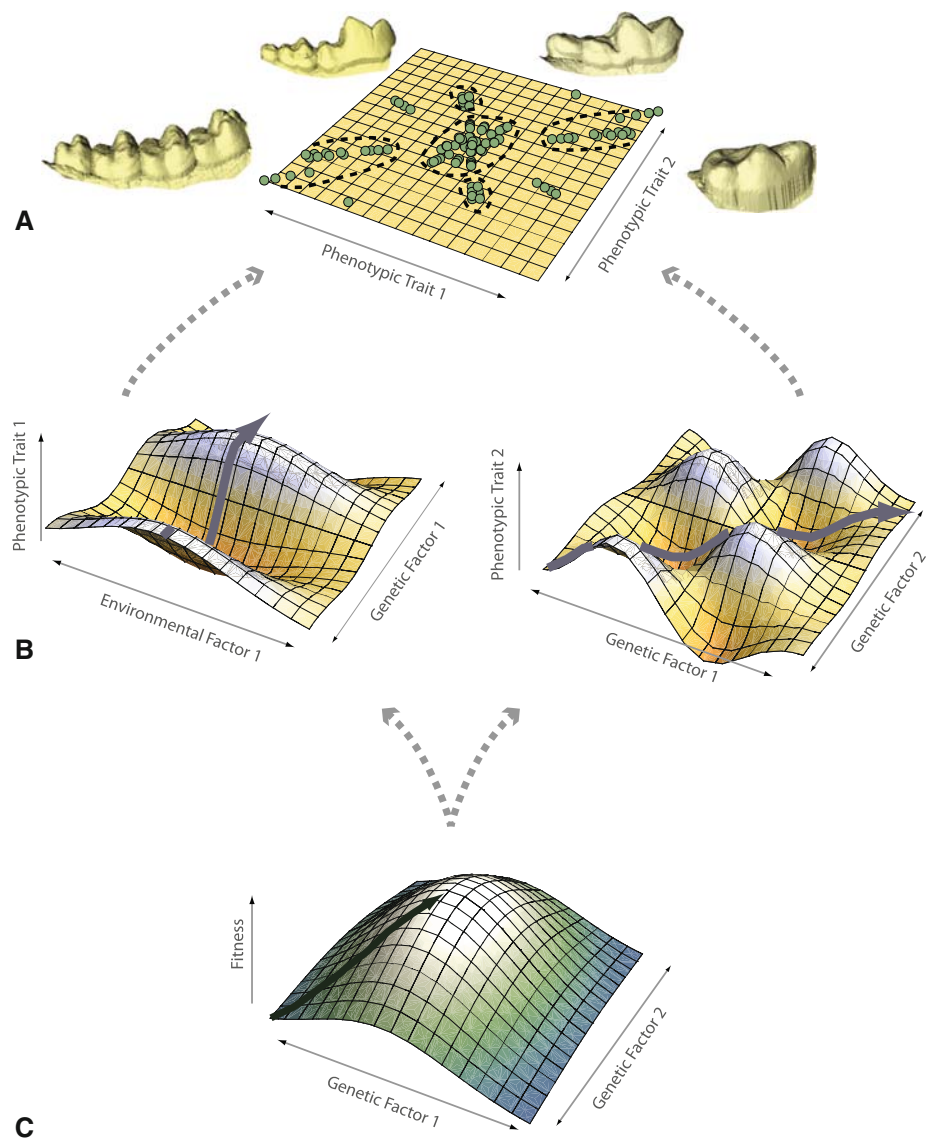 A
Phenotypic Trait 1
Phenotypic Trait 2
Phenotypic Trait 1
Environmental Factor 1
Genetic Factor 1
Phenotypic Trait 2
Genetic Factor 1
Genetic Factor 2
B
Fitness
Genetic Factor 1
Genetic Factor 2
C